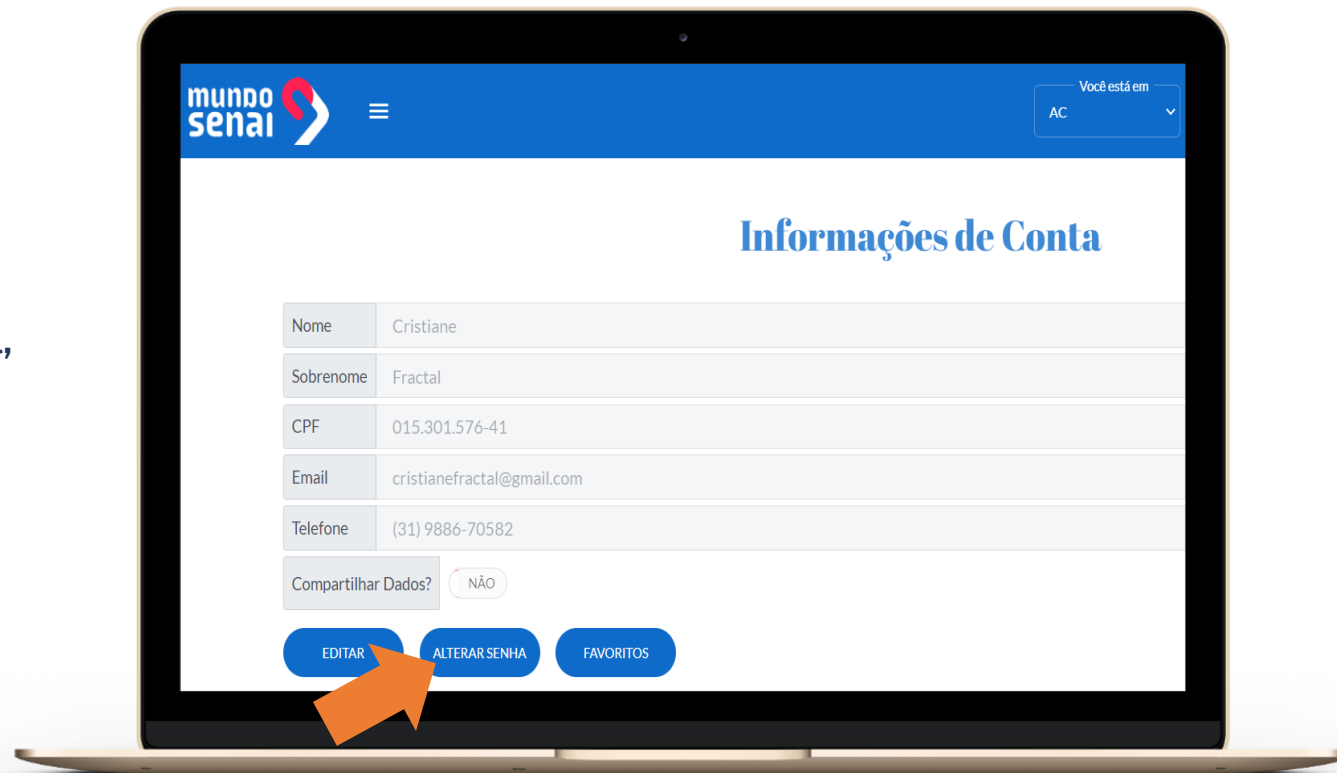 munDo
senai
Você está em
AC
Informações de Conta
.,
Nome Cristiane
Sobrenome Fractal
CPF 015.301.576-41
Email cristianefractal@gmail.com
Telefone (31) 9886-70582
Compartilhar Dados? NÃO
EDITAR ALTERAR SENHA FAVORITOS